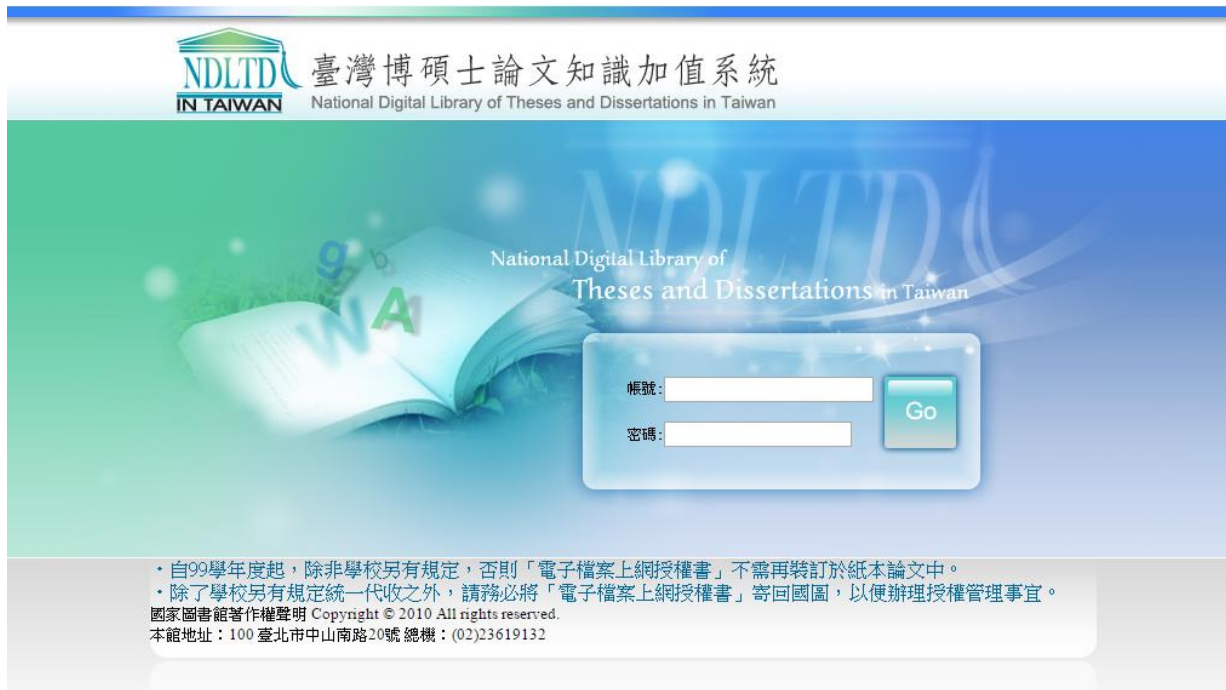 NDLTD
IN TAIWAN
臺灣博碩士論文知識加值系統
National Digital Library of Theses and Dissertations in Taiwan
NDLTD
g
b
W
A
National Digital Library of
Theses and Dissertations in Taiwan
帳號:
密碼:
Go
・自99學年度起，除非學校另有規定，否則「電子檔案上網授權書」不需再裝訂於紙本論文中。
・除了學校另有規定統一代收之外，請務必將「電子檔案上網授權書」寄回國圖，以便辦理授權管理事宜。
國家圖書館著作權聲明 Copyright © 2010 All rights reserved.
本館地址：100 臺北市中山南路20號 總機：(02)23619132